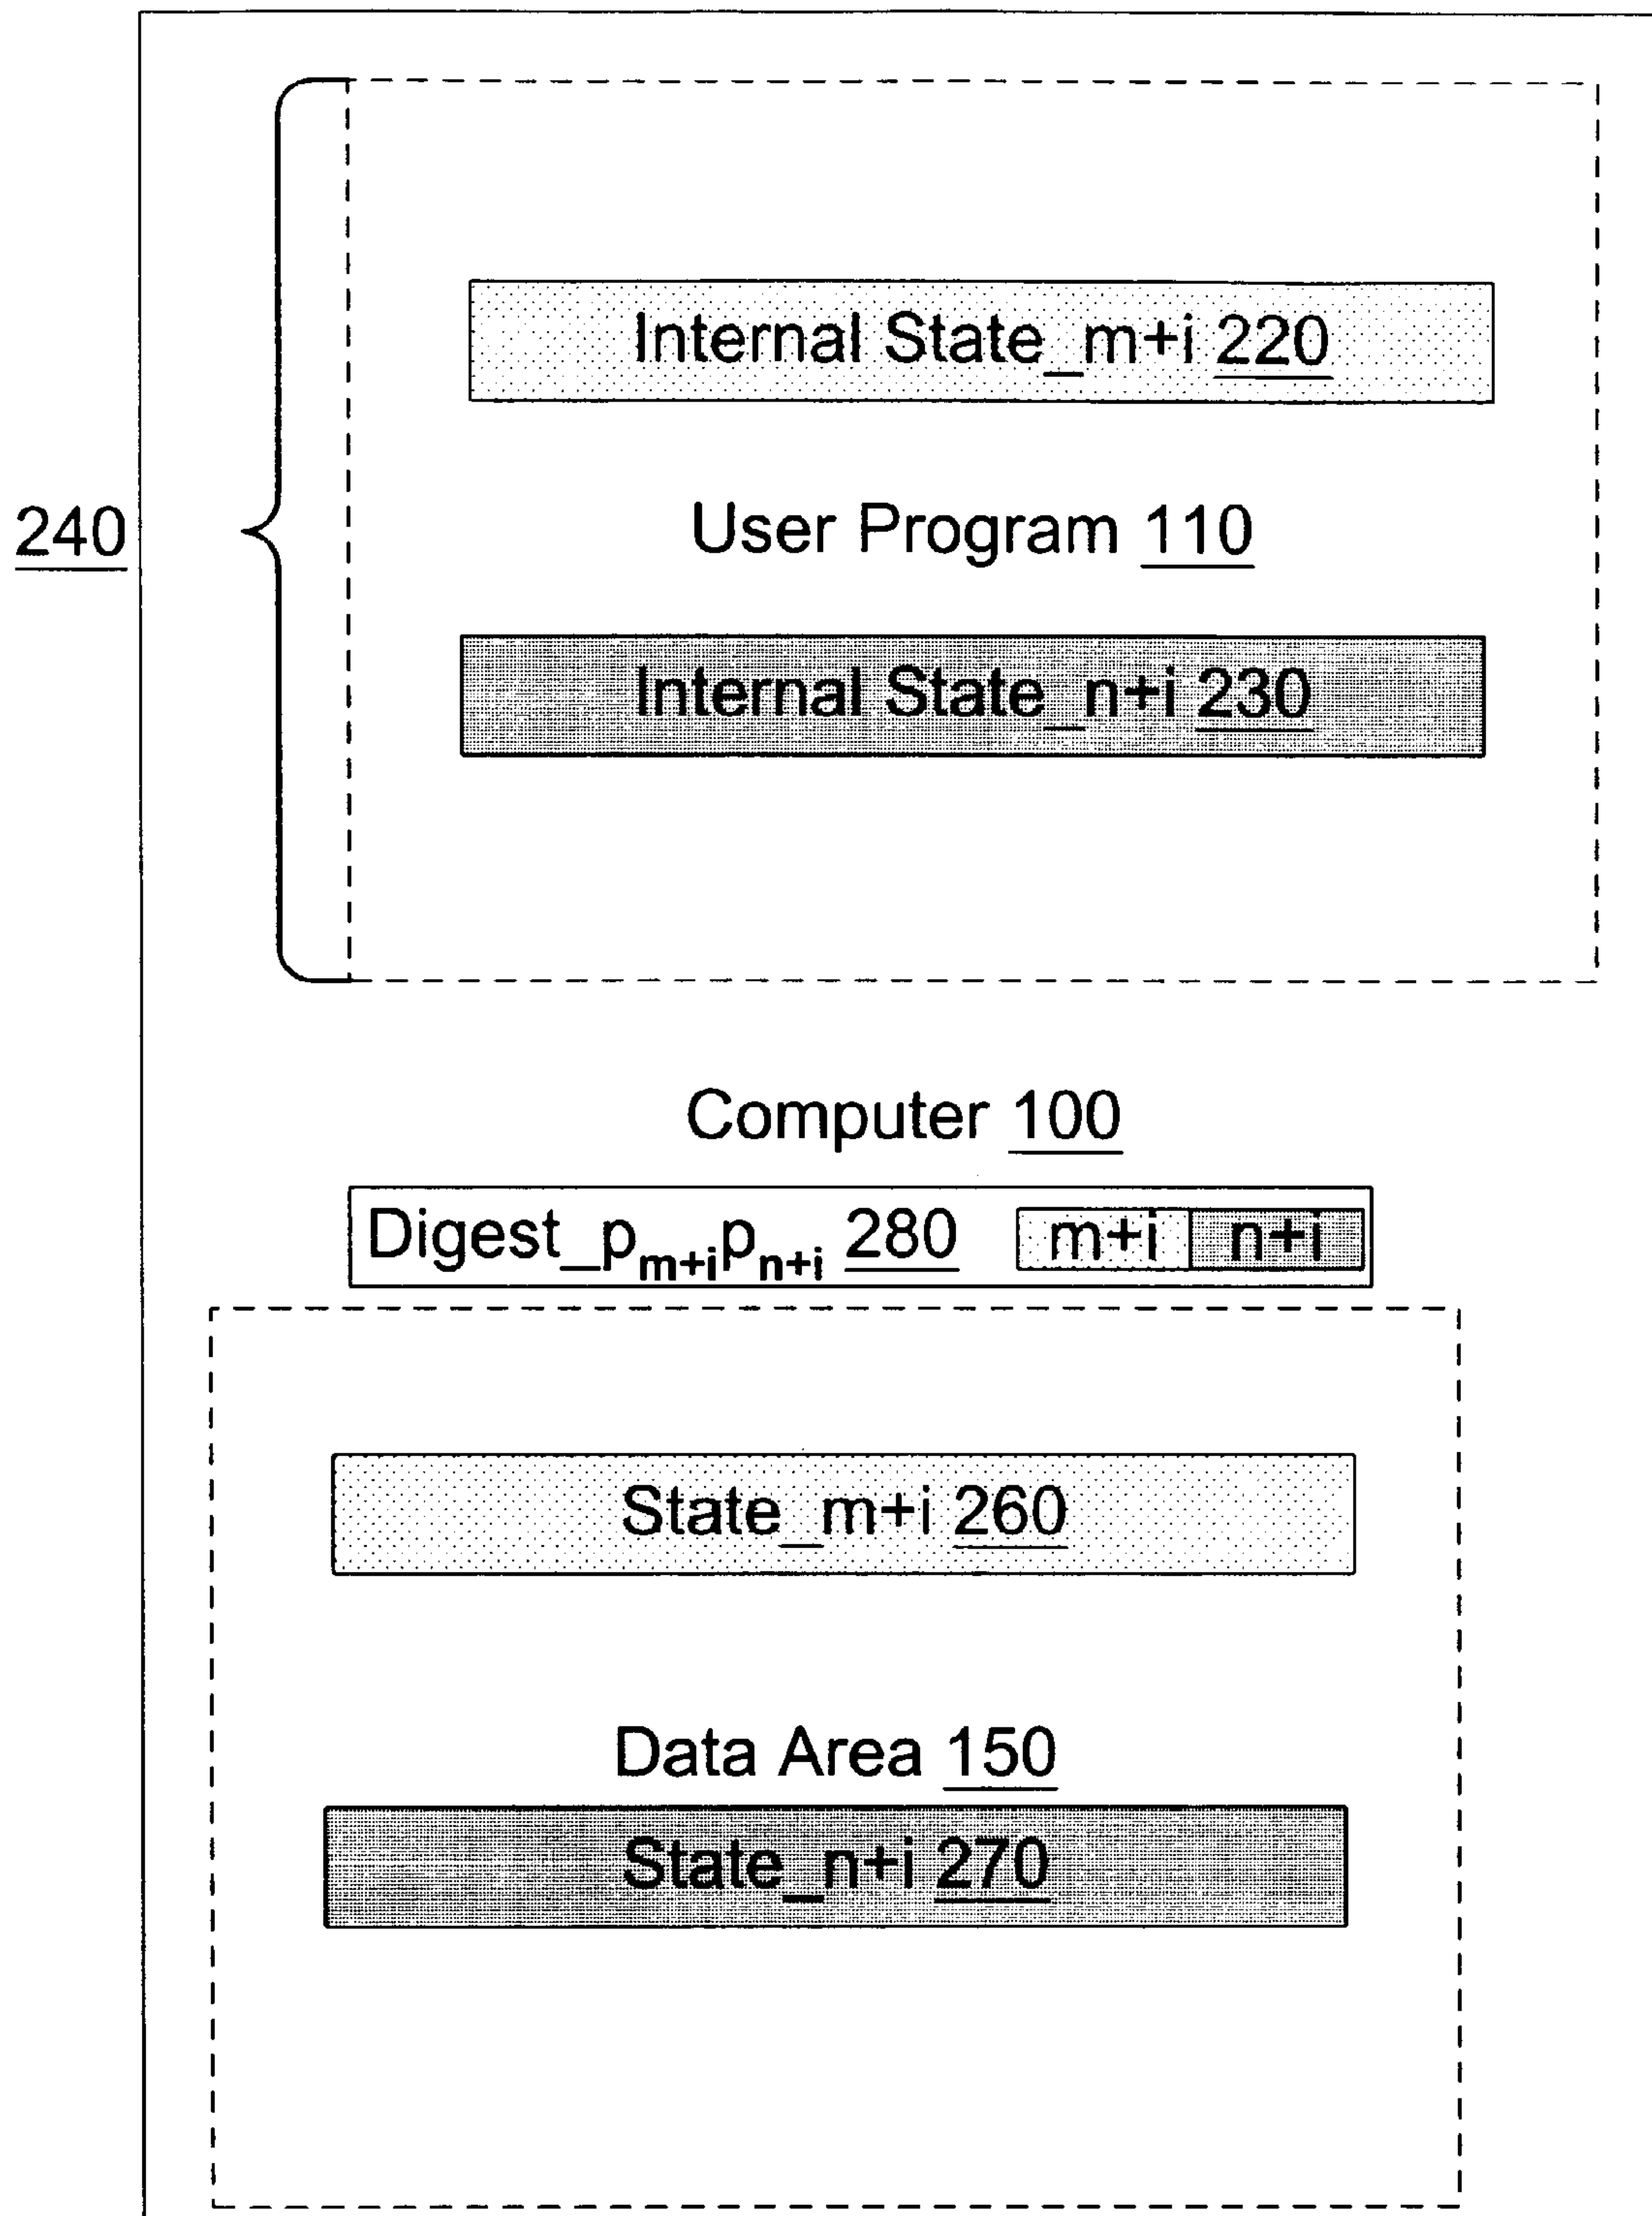 Internal State_m+i 220
240
User Program 110
Internal State_n+i 230
Computer 100
Digest_pm+ipn+i 280 m+i n+i
State_m+i 260
Data Area 150
State_n+i 270